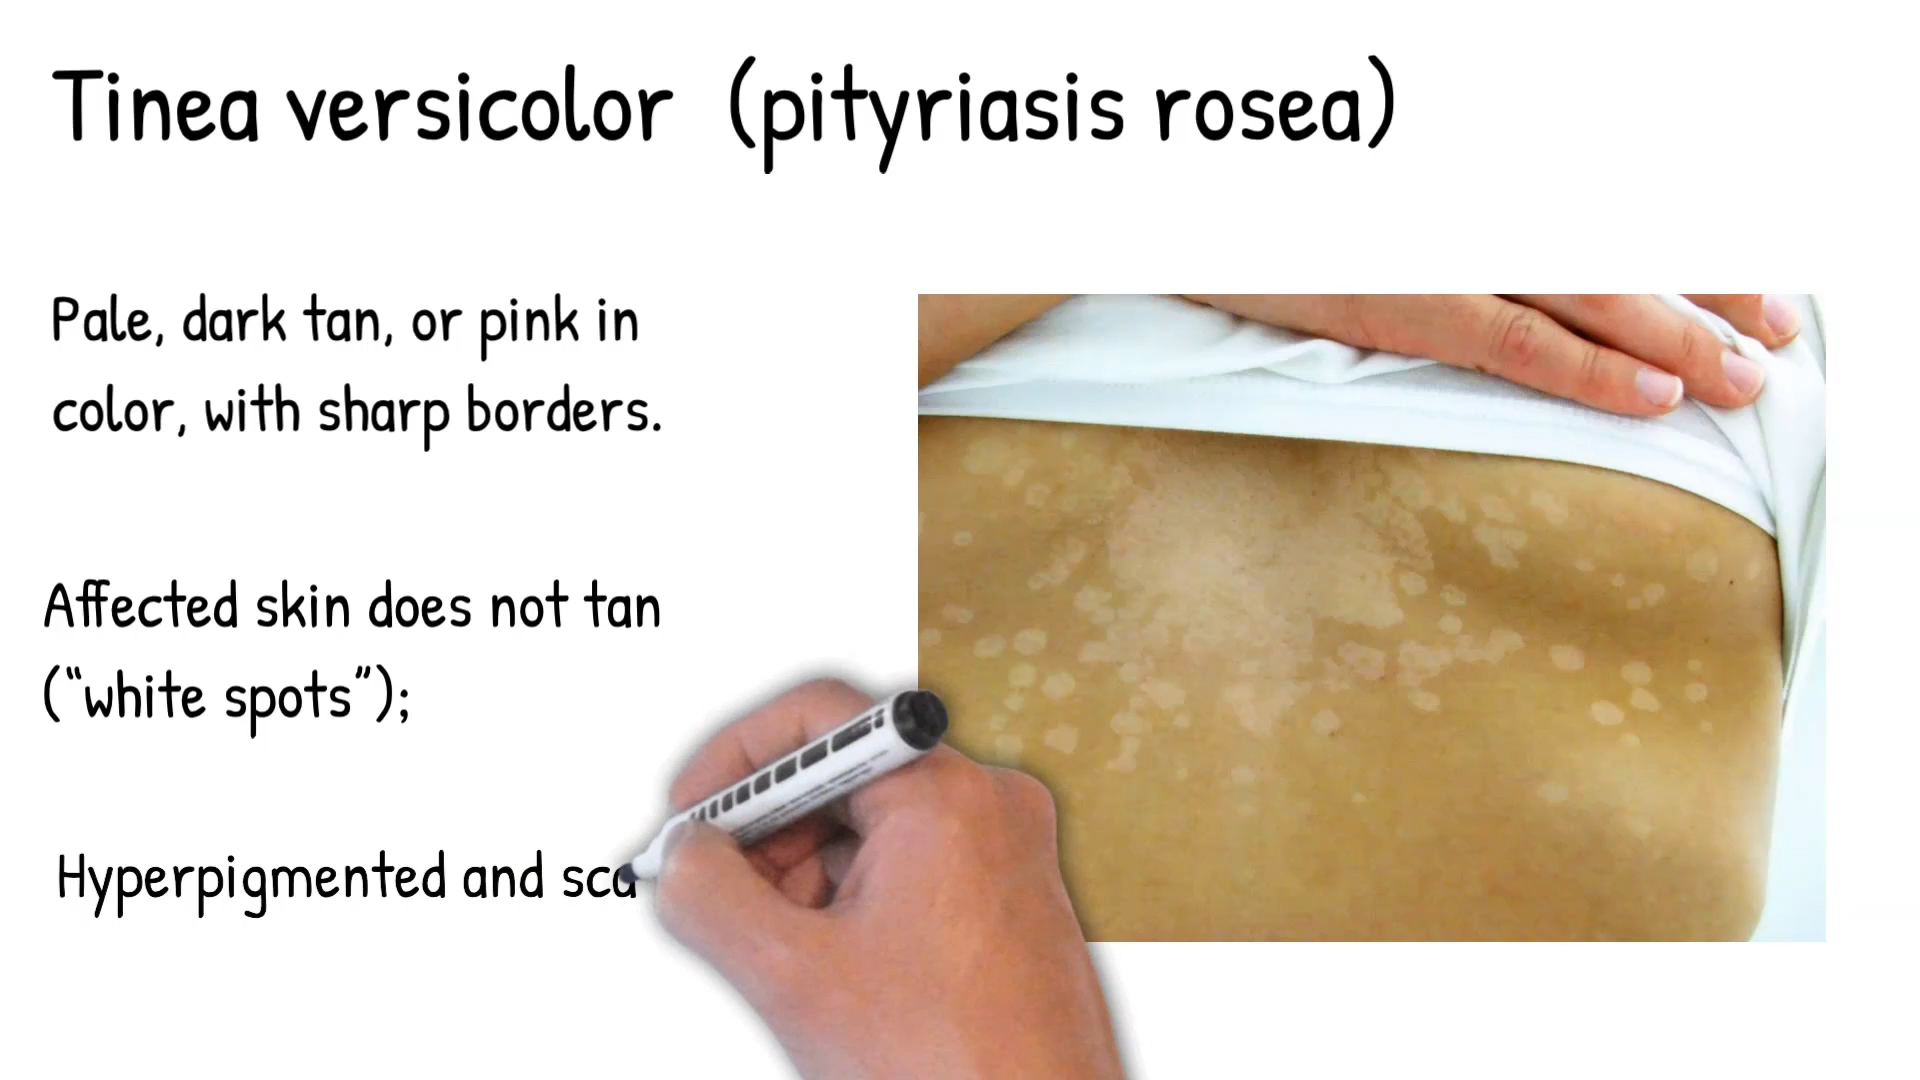 Tinea versicolor (pityriasis rosea)
Pale, dark tan, or pink in
color, with sharp borders.
Affected skin does not tan
(“white spots”);
Hyperpigmented and sca